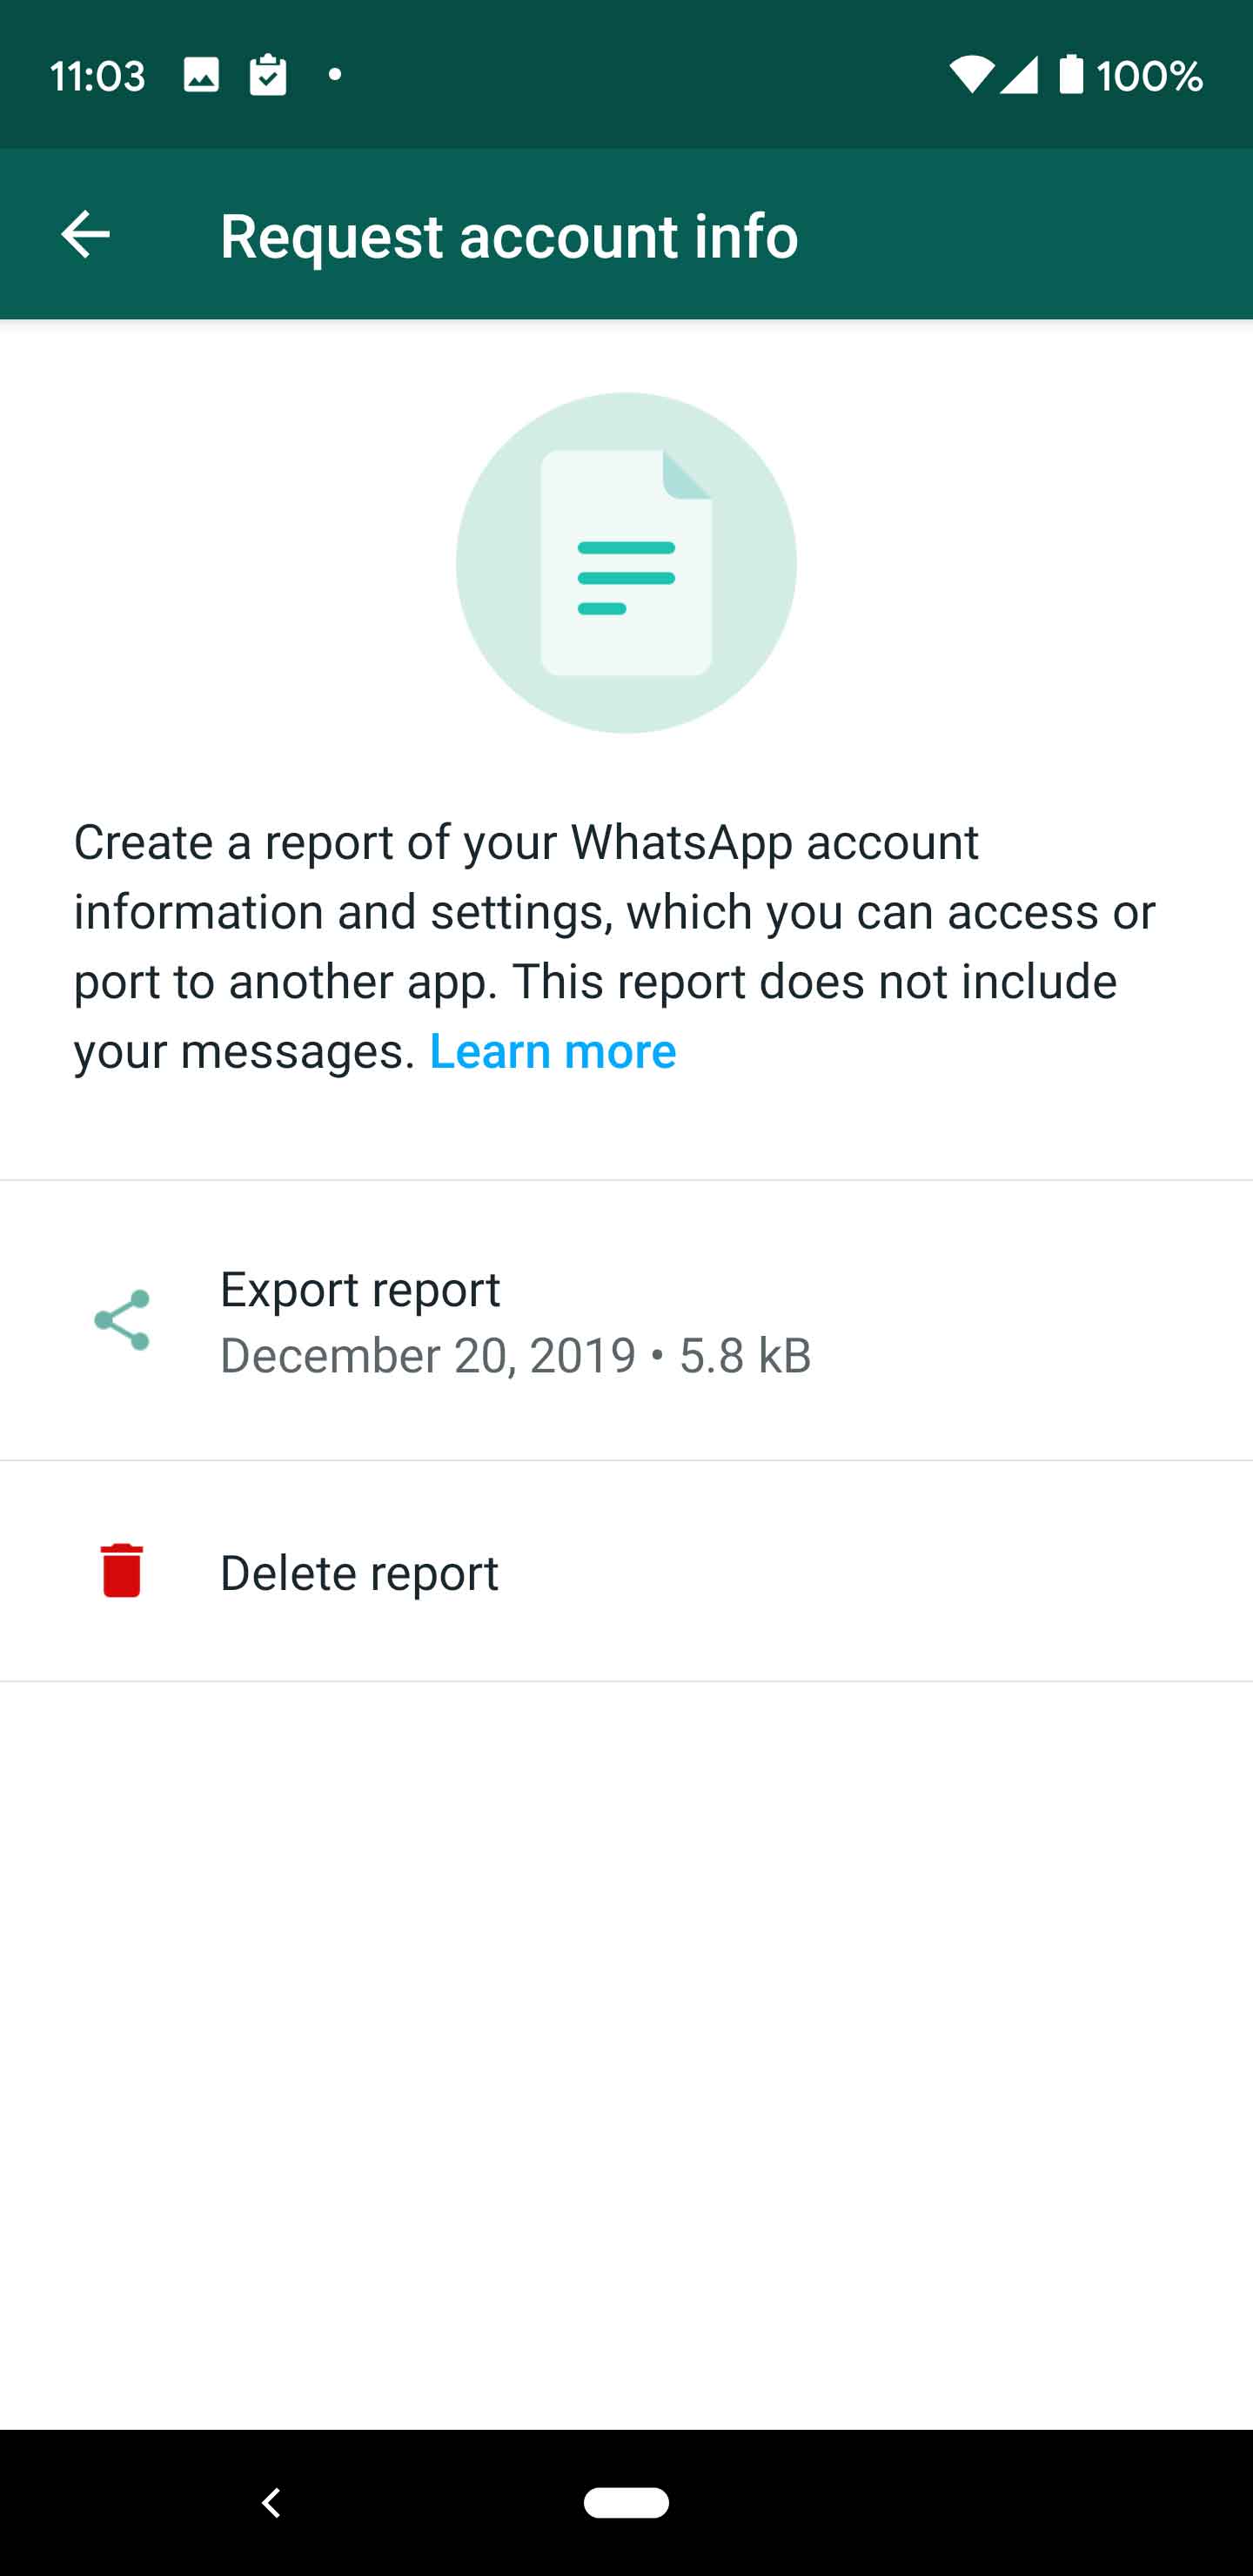 11:03
100%
Request account info
Create a report of your WhatsApp account
information and settings, which you can access or
port to another app. This report does not include
your messages. Learn more
Export report
December 20, 2019 • 5.8 kB
Delete report